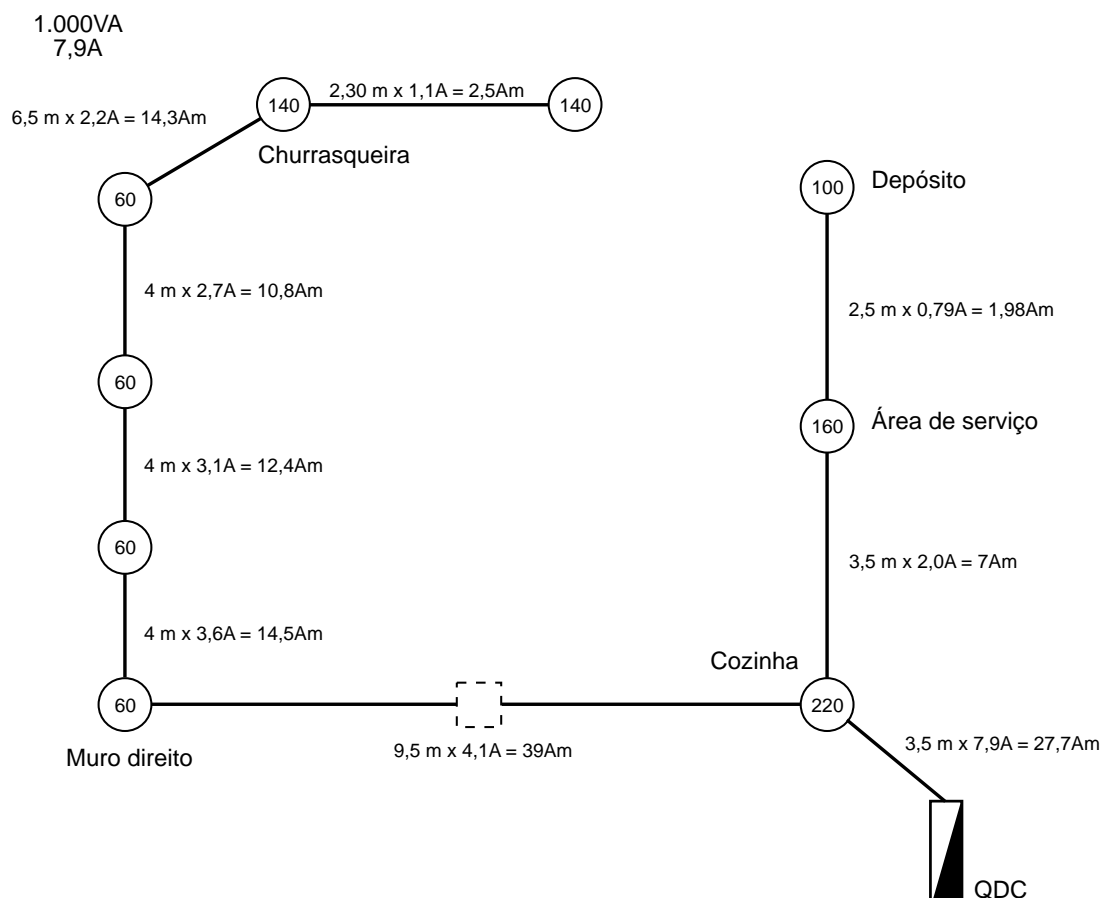 1.000VA
7,9A
2,30 m x 1,1A = 2,5Am
6,5 m x 2,2A = 14,3Am
140
140
Churrasqueira
60
100
Depósito
4 m x 2,7A = 10,8Am
2,5 m x 0,79A = 1,98Am
60
160
Área de serviço
4 m x 3,1A = 12,4Am
60
3,5 m x 2,0A = 7Am
4 m x 3,6A = 14,5Am
Cozinha
60
220
Muro direito
9,5 m x 4,1A = 39Am
3,5 m x 7,9A = 27,7Am
QDC